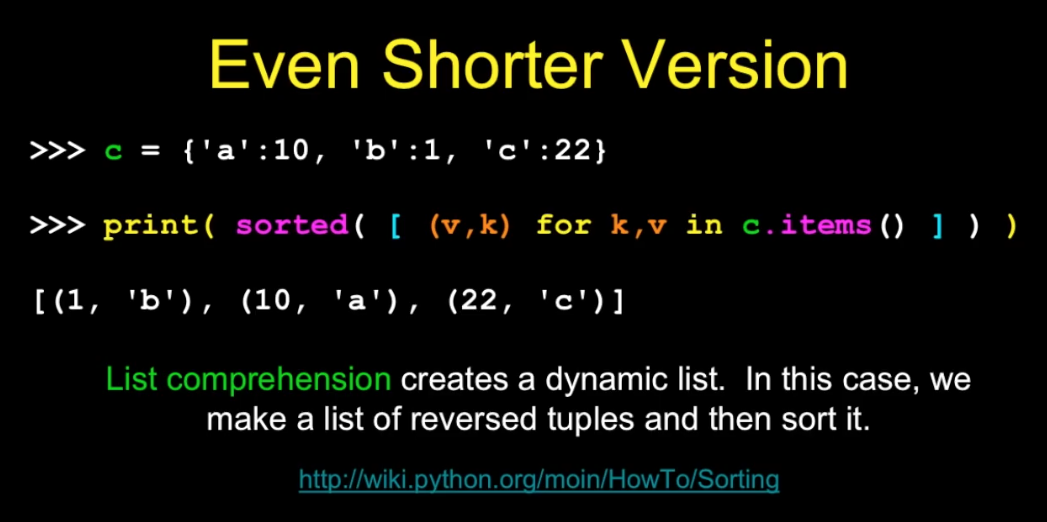 Even Shorter Version
>>> c = {'a':10, 'b':1, 'c':22}
>>> print( sorted( [ (v,k) for k,v in c.items() ] ) )
[(1, 'b'), (10, 'a'), (22, 'c')]
List comprehension creates a dynamic list.  In this case, we
make a list of reversed tuples and then sort it.
http://wiki.python.org/moin/HowTo/Sorting